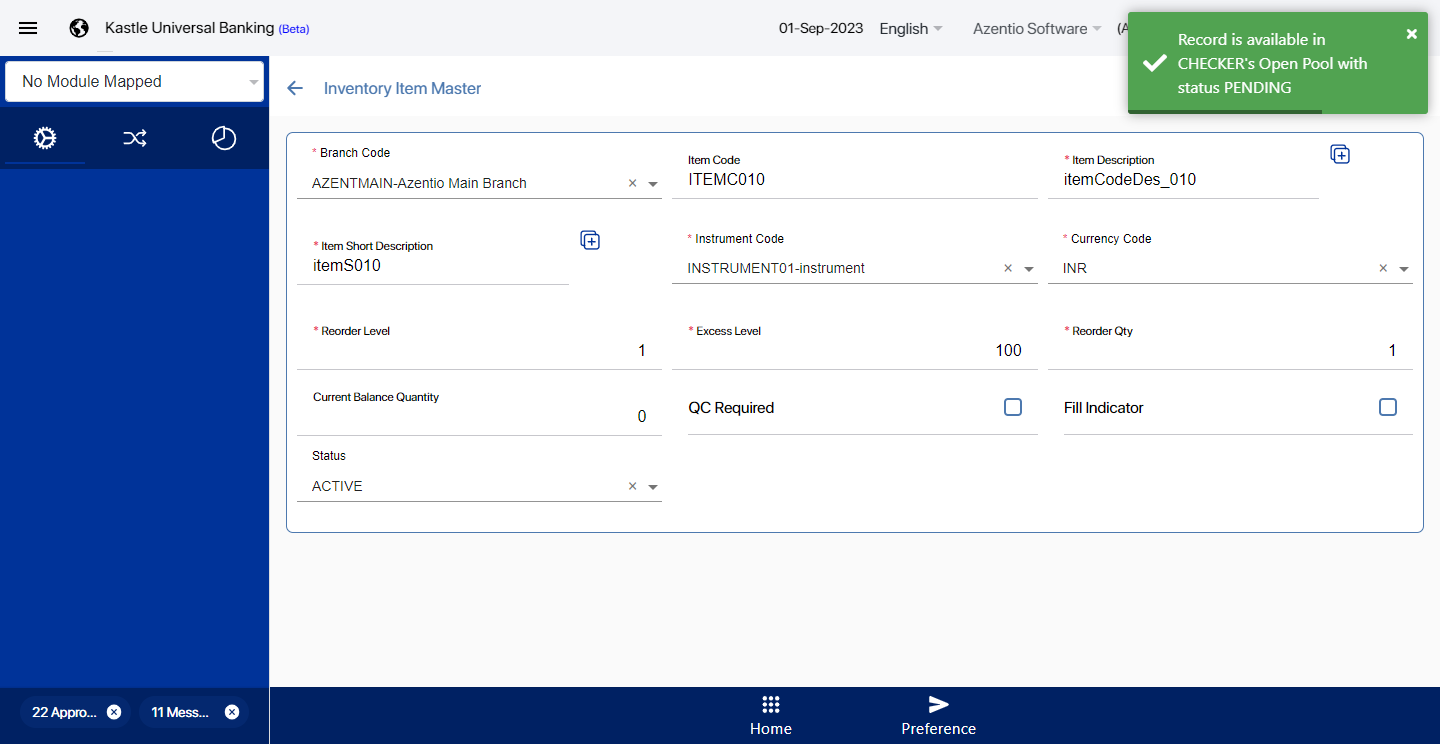 Kastle Universal Banking (Beta)
01-Sep-2023
English
Azentio Software
(A
Record is available in
CHECKER's Open Pool with
status PENDING
No Module Mapped
Inventory Item Master
* Branch Code
AZENTMAIN-Azentio Main Branch
Item Code
ITEMC010
* Item Description
itemCodeDes_010
* Item Short Description
itemS010
* Instrument Code
INSTRUMENT01-instrument
* Currency Code
INR
* Reorder Level
1
* Excess Level
100
* Reorder Qty
1
Current Balance Quantity
0
QC Required
Fill Indicator
Status
ACTIVE
22 Appro...
11 Mess...
Home
Preference